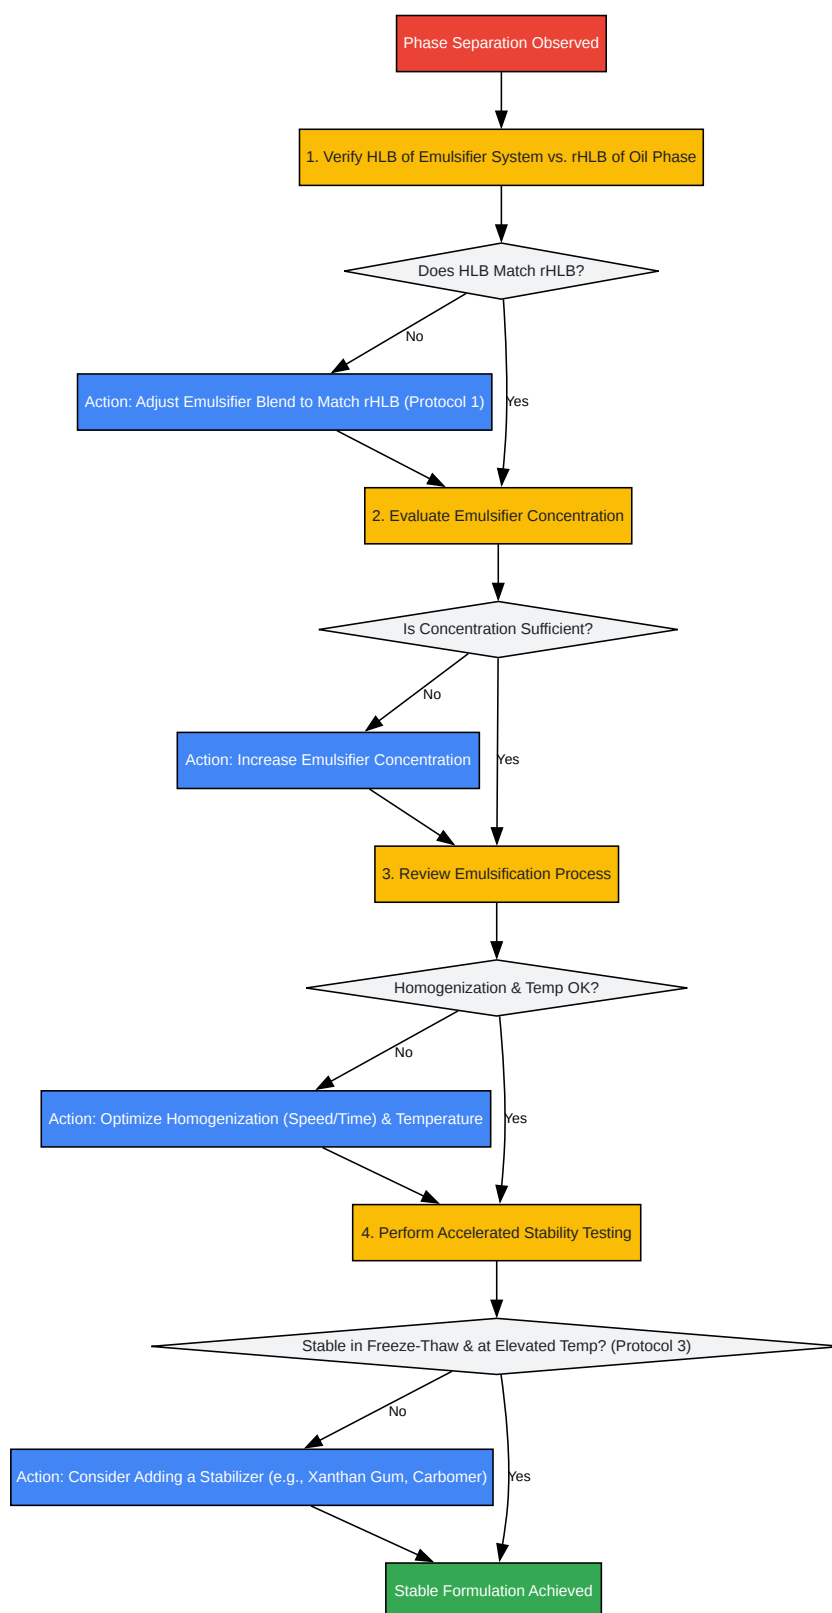 Phase Separation Observed
1. Verify HLB of Emulsifier System vs. rHLB of Oil Phase
Does HLB Match rHLB?
No
Action: Adjust Emulsifier Blend to Match rHLB (Protocol 1)
Yes
2. Evaluate Emulsifier Concentration
Is Concentration Sufficient?
No
Action: Increase Emulsifier Concentration
Yes
3. Review Emulsification Process
Homogenization & Temp OK?
No
Action: Optimize Homogenization (Speed/Time) & Temperature
Yes
4. Perform Accelerated Stability Testing
Stable in Freeze-Thaw & at Elevated Temp? (Protocol 3)
No
Action: Consider Adding a Stabilizer (e.g., Xanthan Gum, Carbomer)
Yes
Stable Formulation Achieved